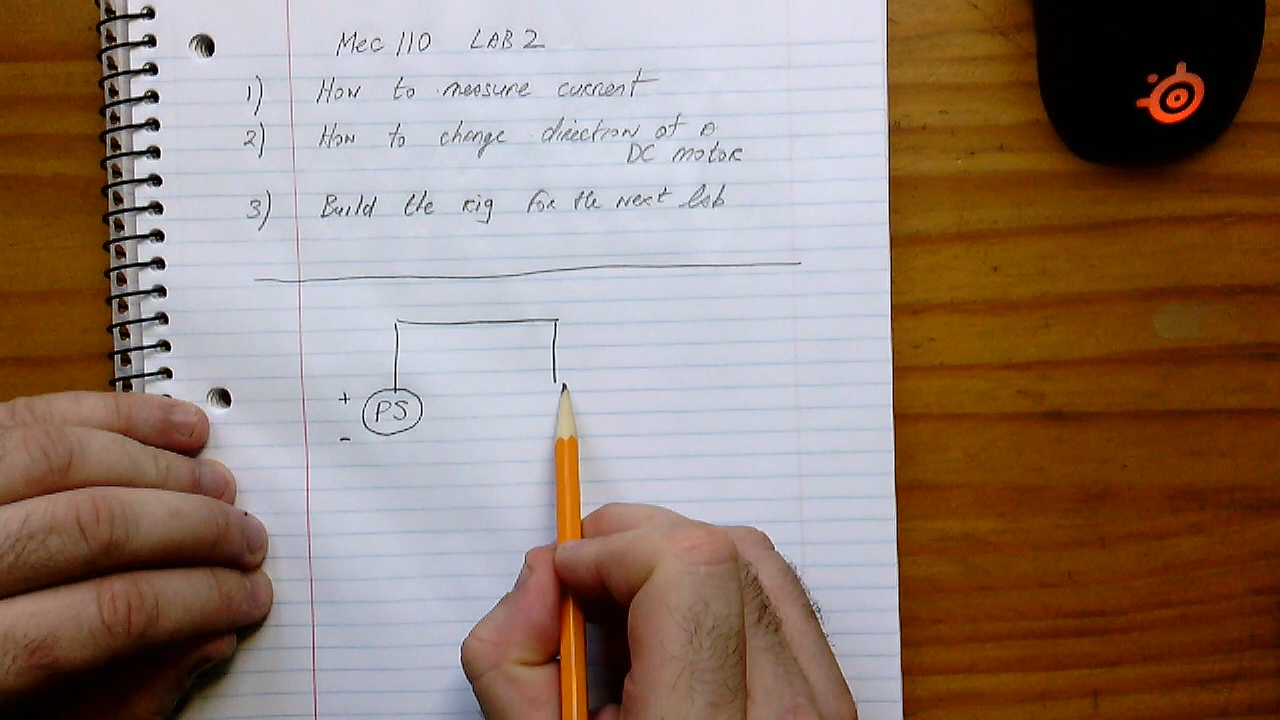 Mec 110 LAB 2
1) How to measure current
2) How to change direction of a
DC motor
3) Build the rig for the next lab
+
PS
-